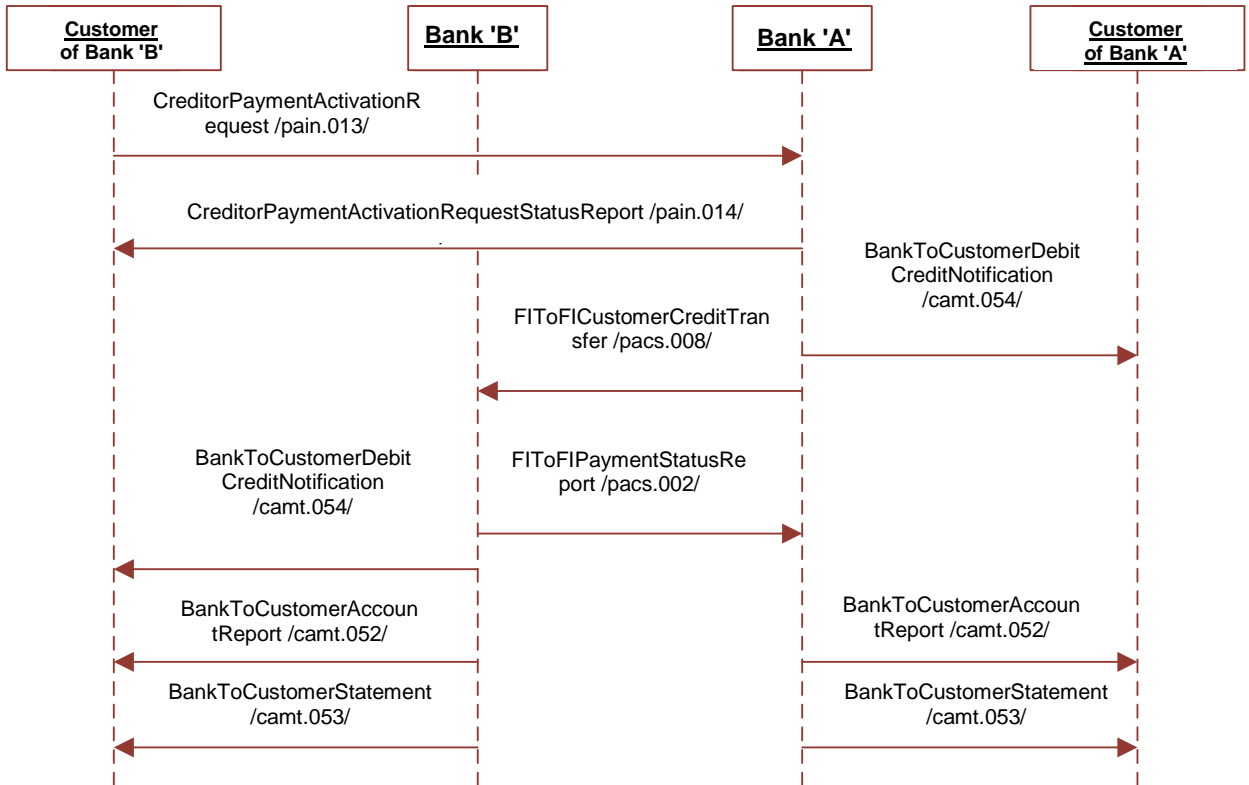 Customer
of Bank 'B'
Bank 'B'
Bank 'A'
Customer
of Bank 'A'
CreditorPaymentActivationR
equest /pain.013/
CreditorPaymentActivationRequestStatusReport /pain.014/
BankToCustomerDebit
CreditNotification
/camt.054/
FIToFICustomerCreditTran
sfer /pacs.008/
BankToCustomerDebit
CreditNotification
/camt.054/
FIToFIPaymentStatusRe
port /pacs.002/
BankToCustomerAccoun
tReport /camt.052/
BankToCustomerAccoun
tReport /camt.052/
BankToCustomerStatement
/camt.053/
BankToCustomerStatement
/camt.053/